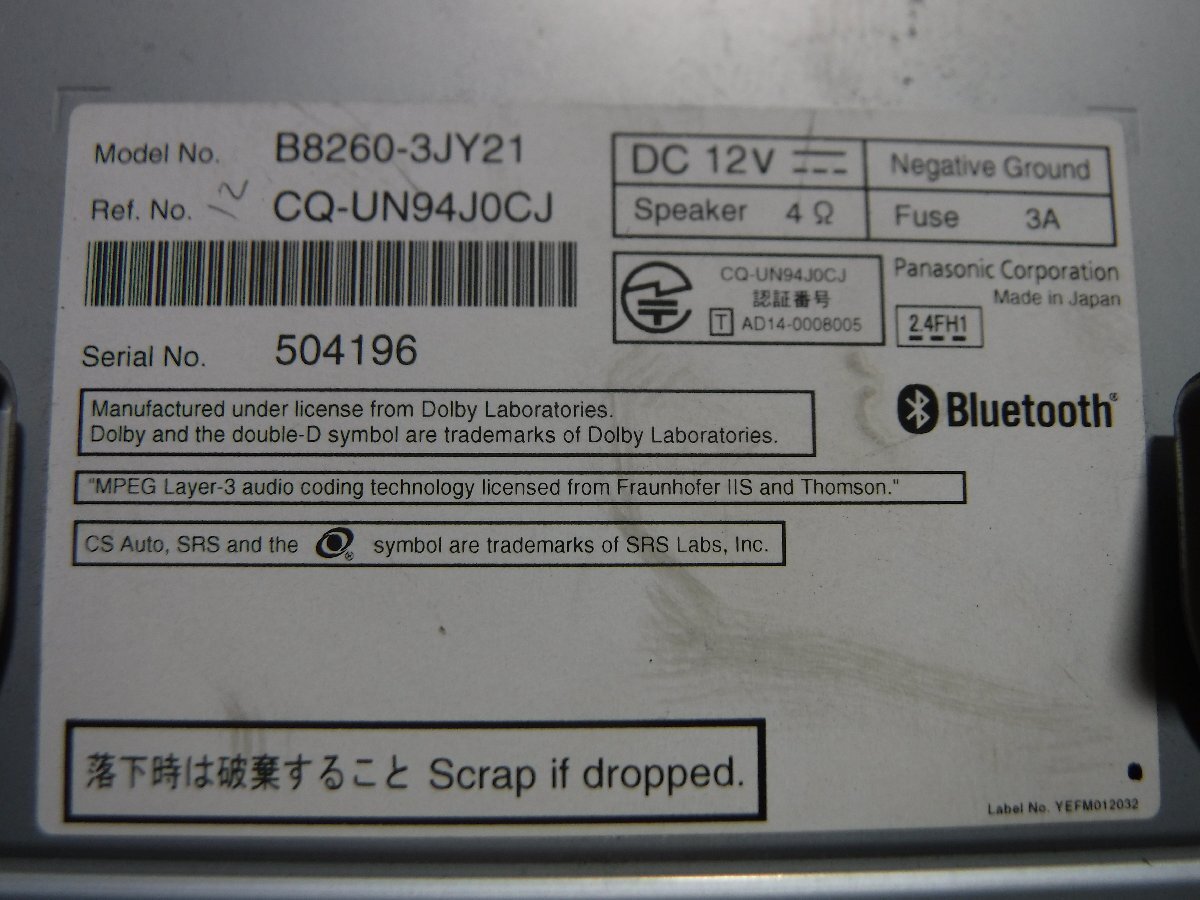 Model No. B8260-3JY21
Ref. No. CQ-UN94J0CJ
Serial No. 504196
DC 12V Negative Ground
Speaker 4 Ω Fuse 3A
CQ-UN94J0CJ
認証番号
T AD14-0008005
Panasonic Corporation
Made in Japan
2.4FH1
Bluetooth®
Manufactured under license from Dolby Laboratories.
Dolby and the double-D symbol are trademarks of Dolby Laboratories.
"MPEG Layer-3 audio coding technology licensed from Fraunhofer IIS and Thomson."
CS Auto, SRS and the ® symbol are trademarks of SRS Labs, Inc.
落下時は破棄すること Scrap if dropped.
Label No. YEFM012032